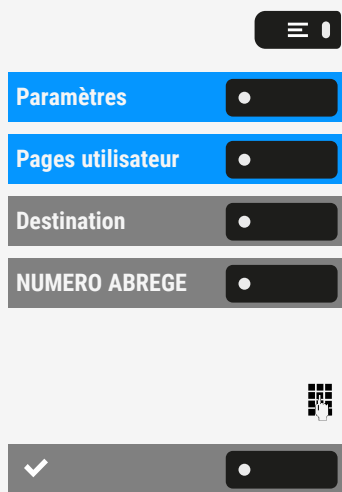 Paramètres
Pages utilisateur
Destination
NUMERO ABREGE